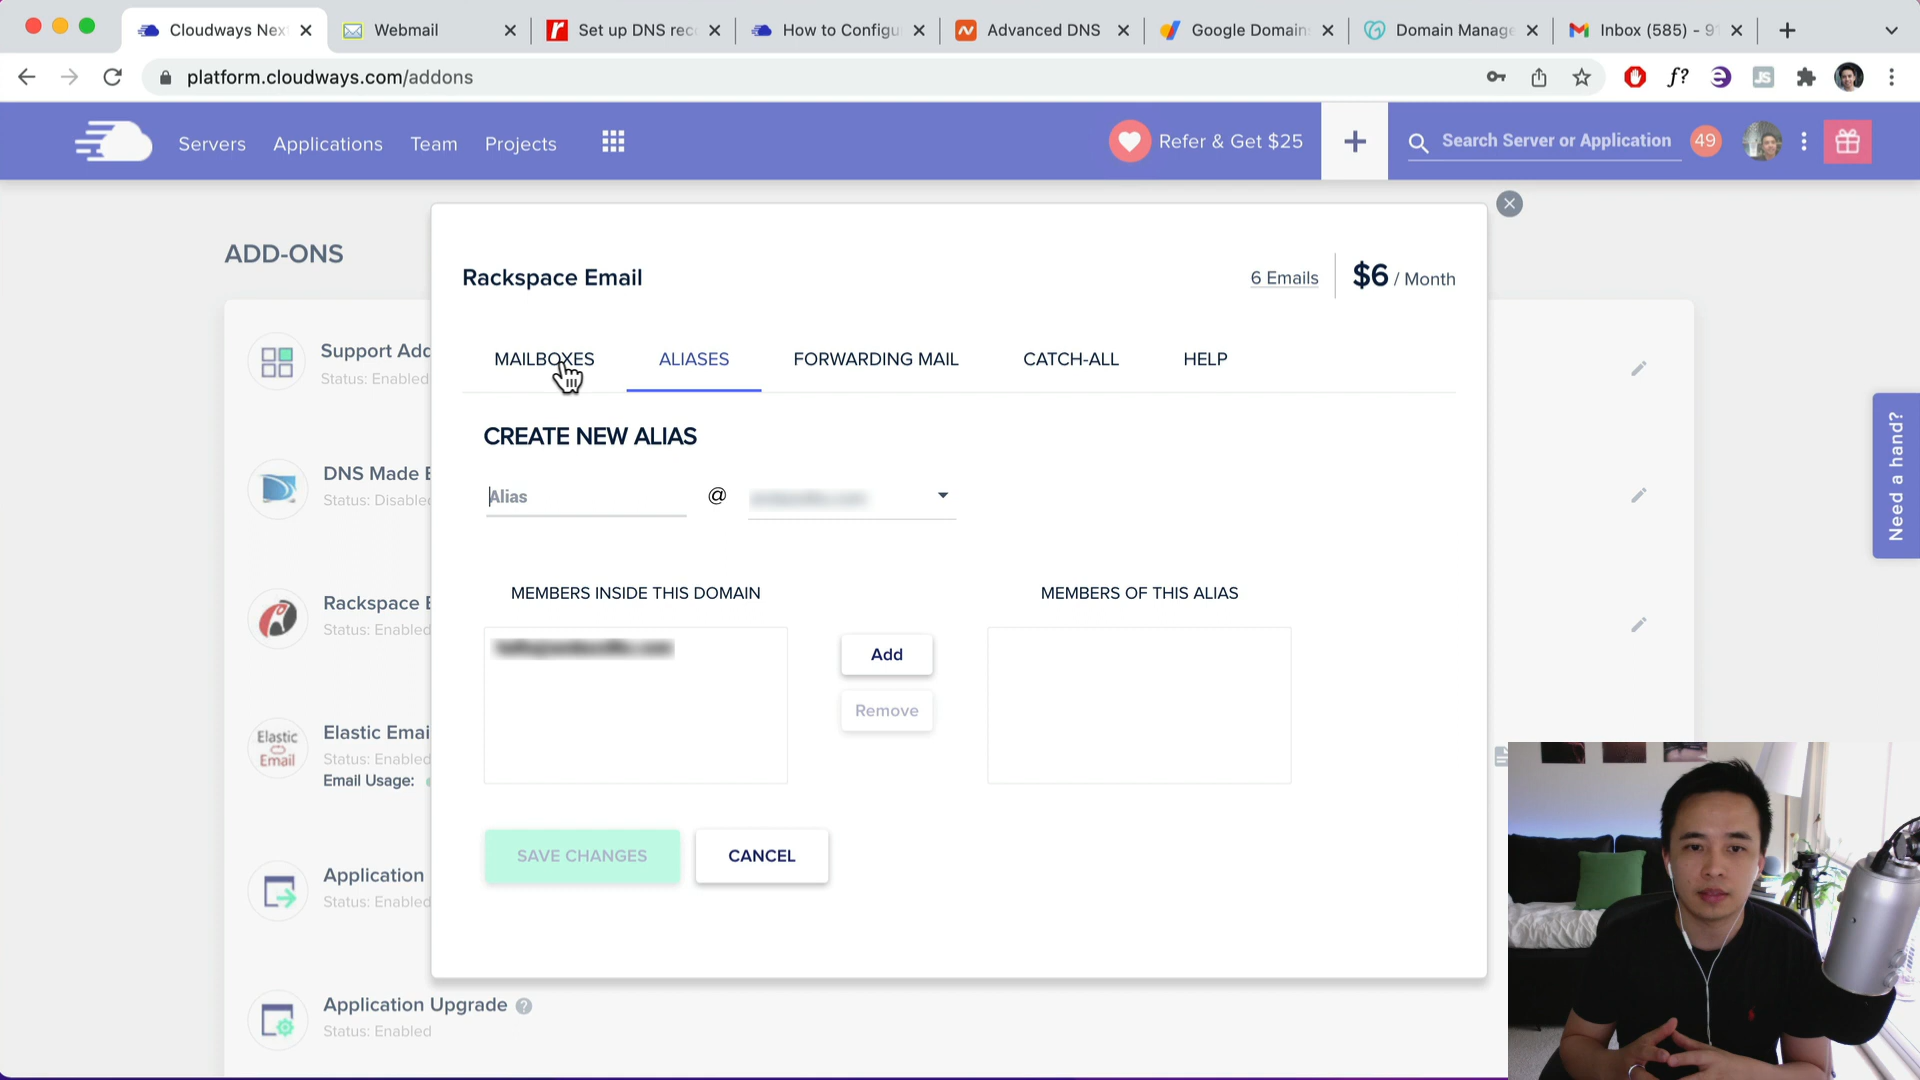 Cloudways Nex
Webmail
Set up DNS rec
How to Configu
Advanced DNS
Google Domain
Domain Manage
Inbox (585) - 9
platform.cloudways.com/addons
f?
JS
Servers
Applications
Team
Projects
Refer & Get $25
Search Server or Application
49
ADD-ONS
Rackspace Email
6 Emails
$6 / Month
MAILBOXES
ALIASES
FORWARDING MAIL
CATCH-ALL
HELP
Support Add
Status: Enabled
CREATE NEW ALIAS
DNS Made E
Status: Disable
Alias
@
Need a hand?
MEMBERS INSIDE THIS DOMAIN
MEMBERS OF THIS ALIAS
Rackspace E
Status: Enabled
Add
Remove
Elastic
Email
Elastic Emai
Status: Enabled
Email Usage:
SAVE CHANGES
CANCEL
Application
Status: Enabled
Application Upgrade ?
Status: Enabled